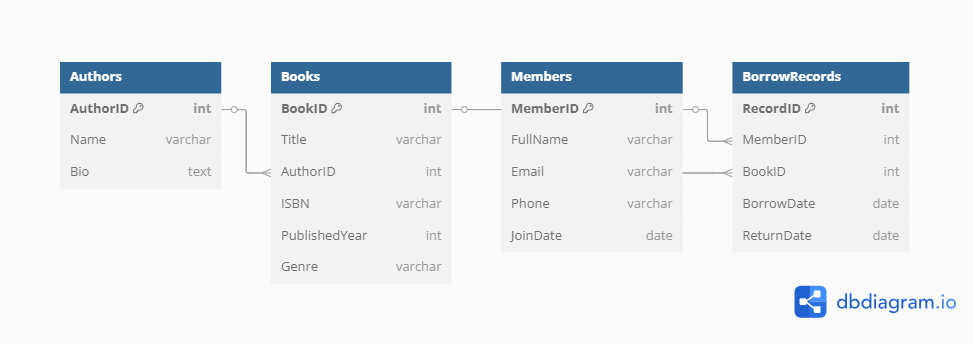 Authors
AuthorID int
Name varchar
Bio text
Books
BookID int
Title varchar
AuthorID int
ISBN varchar
PublishedYear int
Genre varchar
Members
MemberID int
FullName varchar
Email varchar
Phone varchar
JoinDate date
BorrowRecords
RecordID int
MemberID int
BookID int
BorrowDate date
ReturnDate date
dbdiagram.io